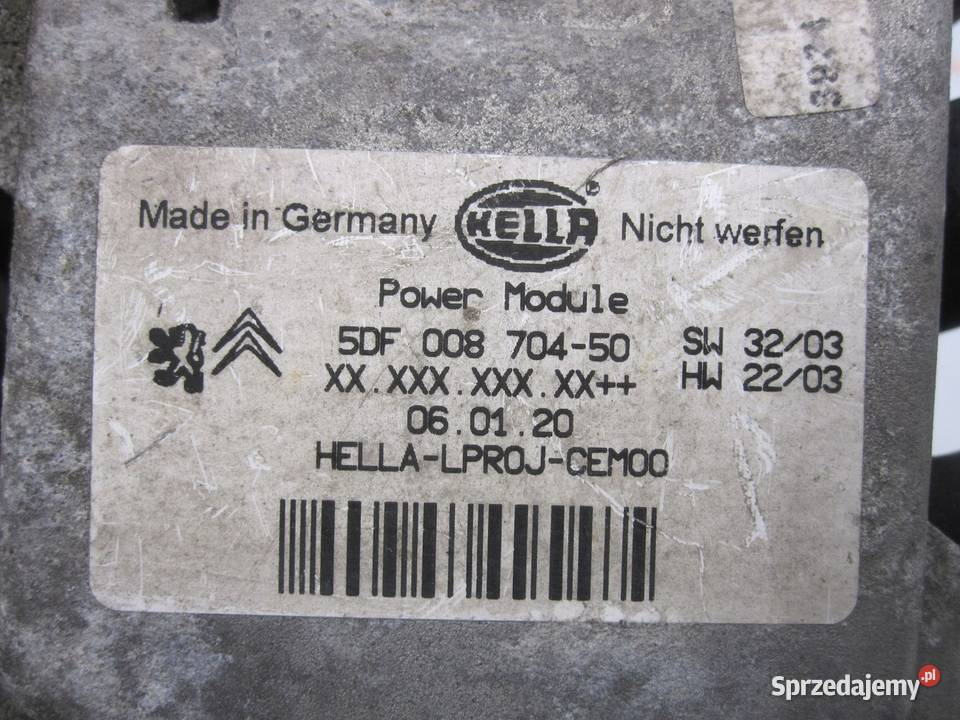 Made in Germany HELLA ® Nicht werfen
Power Module
5DF 008 704-50 SW 32/03
XX.XXX.XXX.XX++ HW 22/03
06.01.20
HELLA-LPROJ-CEM00
Sprzedajemy.pl